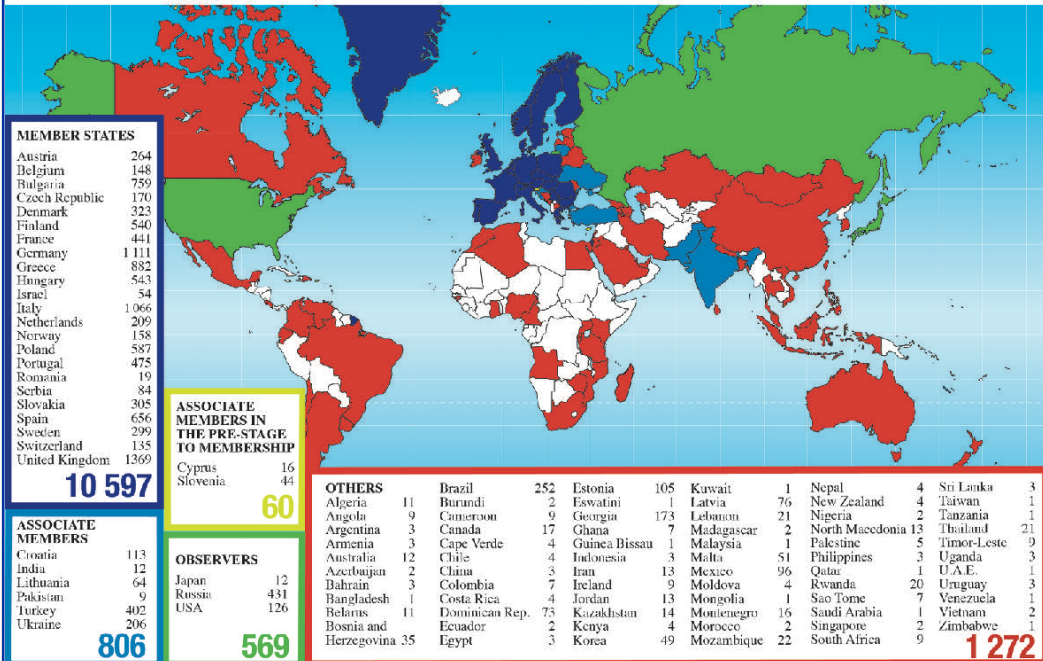 MEMBER STATES
Austria 264
Belgium 148
Bulgaria 759
Czech Republic 170
Denmark 323
Finland 540
France 441
Germany 1 111
Greece 882
Hungary 543
Israel 54
Italy 1 066
Netherlands 209
Norway 158
Poland 587
Portugal 475
Romania 19
Serbia 84
Slovakia 305
Spain 656
Sweden 299
Switzerland 135
United Kingdom 1369
10 597
ASSOCIATE
MEMBERS
Croatia 113
India 12
Lithuania 64
Pakistan 9
Turkey 402
Ukraine 206
806
ASSOCIATE
MEMBERS IN
THE PRE-STAGE
TO MEMBERSHIP
Cyprus 16
Slovenia 44
60
OBSERVERS
Japan 12
Russia 431
USA 126
569
OTHERS
Algeria 11
Angola 9
Argentina 3
Armenia 3
Australia 12
Azerbaijan 2
Bahrain 3
Bangladesh 1
Belarus 11
Bosnia and
Herzegovina 35
Brazil 252
Burundi 2
Cameroon 9
Canada 17
Cape Verde 4
Chile 4
China 3
Colombia 7
Costa Rica 4
Dominican Rep. 73
Ecuador 2
Egypt 3
Estonia 105
Eswatini 1
Georgia 173
Ghana 7
Guinea Bissau 1
Indonesia 3
Iran 13
Ireland 9
Jordan 13
Kazakhstan 14
Kenya 4
Korea 49
Kuwait 1
Latvia 76
Lebanon 21
Madagascar 2
Malaysia 1
Malta 51
Mexico 96
Moldova 4
Mongolia 1
Montenegro 16
Morocco 2
Mozambique 22
Nepal 4
New Zealand 4
Nigeria 2
North Macedonia 13
Palestine 5
Philippines 3
Qatar 1
Rwanda 20
Sao Tome 7
Saudi Arabia 1
Singapore 2
South Africa 9
Sri Lanka 3
Taiwan 1
Tanzania 1
Thailand 21
Timor-Leste 9
Uganda 3
U.A.E. 1
Uruguay 3
Venezuela 1
Vietnam 2
Zimbabwe 1
1 272